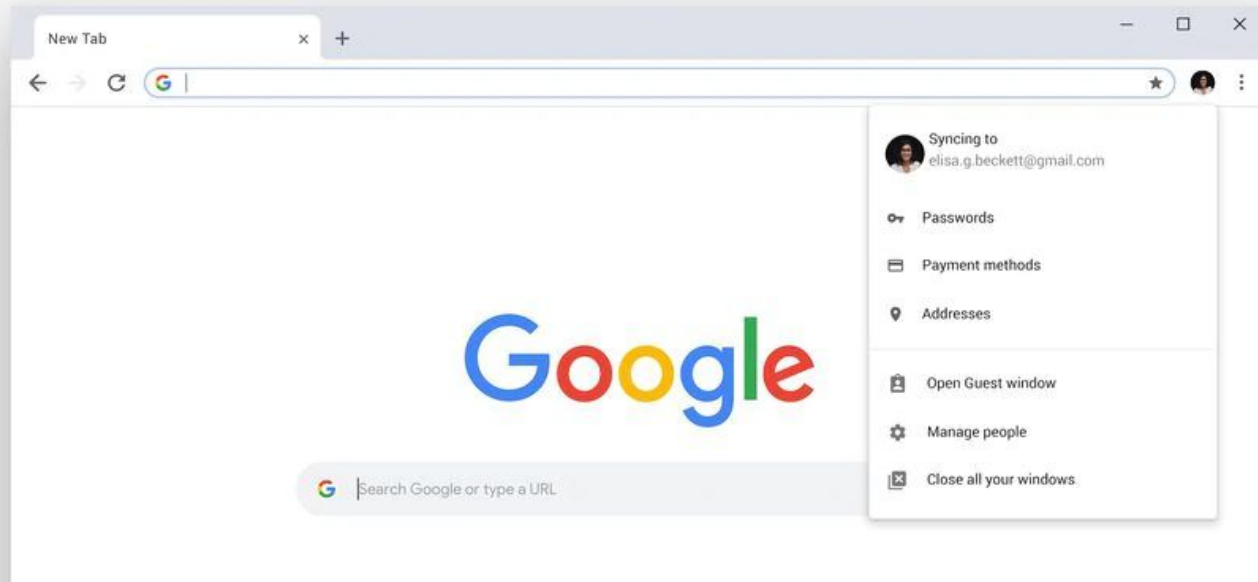 New Tab
Syncing to
elisa.g.beckett@gmail.com
Passwords
Payment methods
Addresses
Open Guest window
Manage people
Close all your windows
Google
Search Google or type a URL